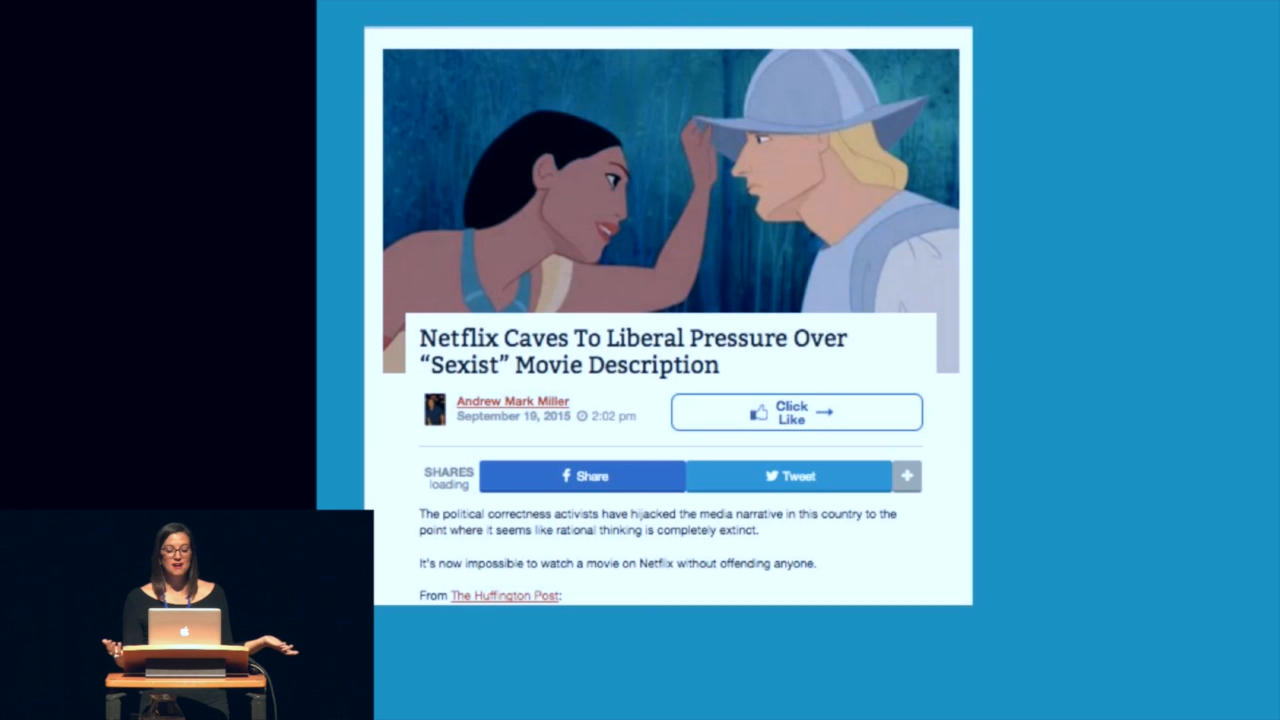 Netflix Caves To Liberal Pressure Over
“Sexist” Movie Description
Andrew Mark Miller
September 19, 2015 2:02 pm
Click
Like
SHARES
loading
Share
Tweet
+
The political correctness activists have hijacked the media narrative in this country to the
point where it seems like rational thinking is completely extinct.
It's now impossible to watch a movie on Netflix without offending anyone.
From The Huffington Post: